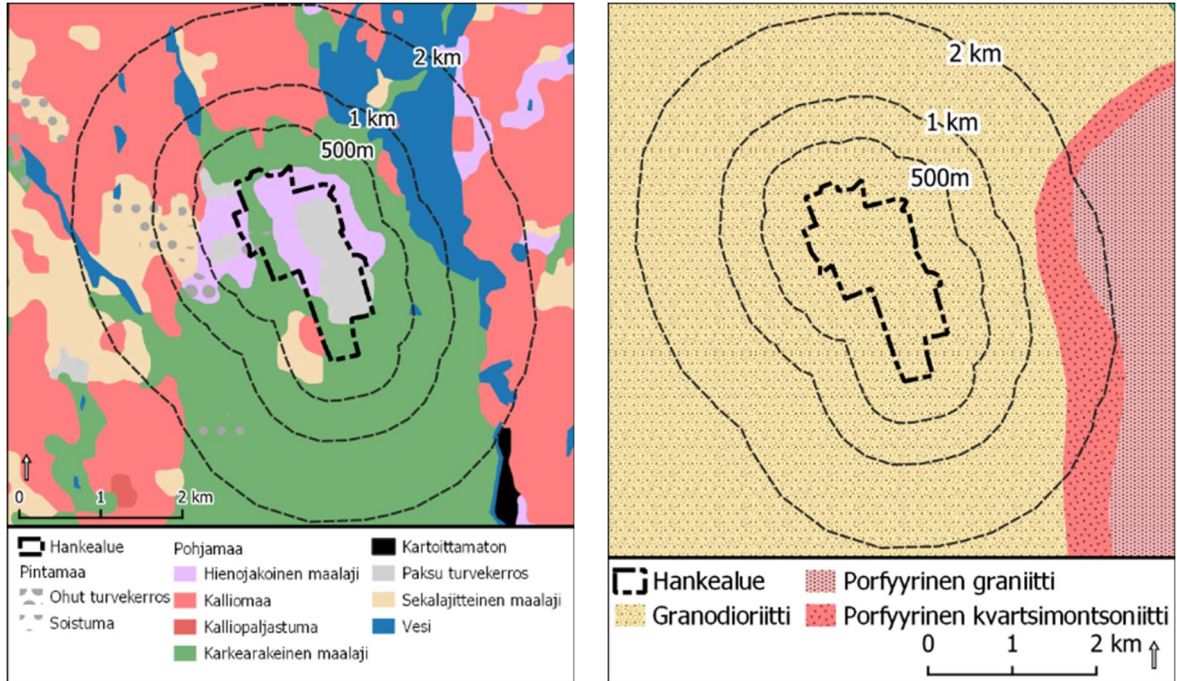 2 km
1 km
500m
0 1 2 km
Hankealue
Pintamaa
Ohut turvekerros
Soistuma
Pohjamaa
Hienojakoinen maalaji
Kalliomaa
Kalliopaljastuma
Karkearakeinen maalaji
Kartoittamaton
Paksu turvekerros
Sekalajitteinen maalaji
Vesi
2 km
1 km
500m
Hankealue
Granodioriitti
Porfyyrinen graniitti
Porfyyrinen kvartsimontsoniitti
0 1 2 km